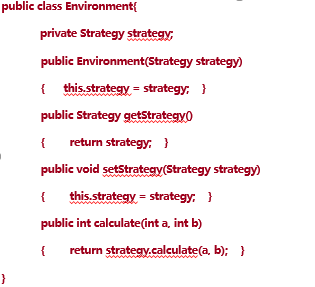 public class Environment{
private Strategy strategy;
public Environment(Strategy strategy)
{ this.strategy = strategy; }
public Strategy getStrategy()
{ return strategy; }
public void setStrategy(Strategy strategy)
{ this.strategy = strategy; }
public int calculate(int a, int b)
{ return strategy.calculate(a, b); }
}